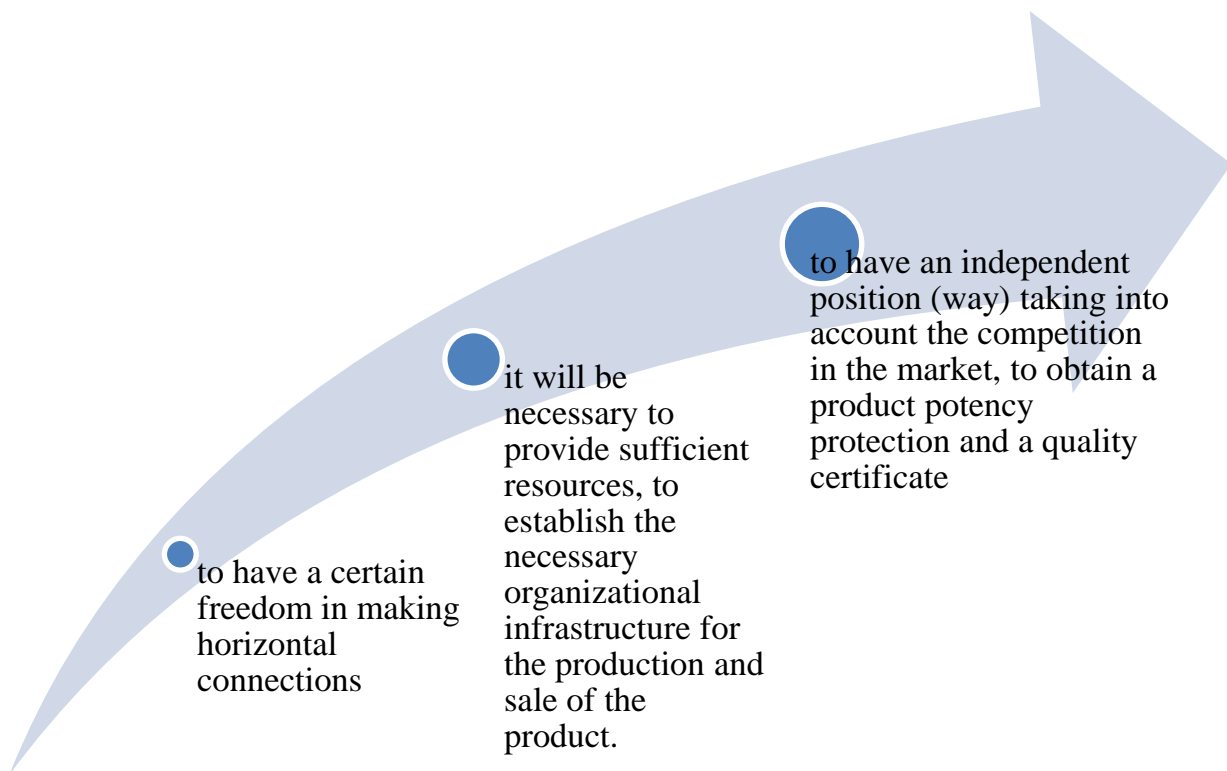 to have a certain
freedom in making
horizontal
connections
it will be
necessary to
provide sufficient
resources, to
establish the
necessary
organizational
infrastructure for
the production and
sale of the
product.
to have an independent
position (way) taking into
account the competition
in the market, to obtain a
product potency
protection and a quality
certificate